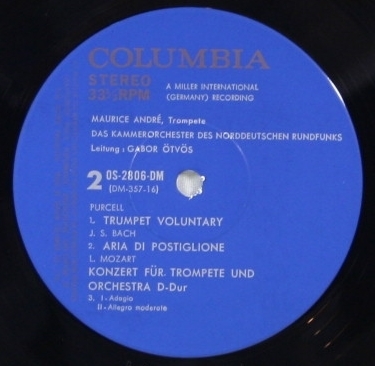 COLUMBIA
STEREO
33⅓ RPM
A MILLER INTERNATIONAL
(GERMANY) RECORDING
MAURICE ANDRÉ, Trompete
DAS KAMMERORCHESTER DES NORDDEUTSCHEN RUNDFUNKS
Leitung: GABOR ÖTVÖS
2 OS-2806-DM
(DM-357-16)
PURCELL
1. TRUMPET VOLUNTARY
J. S. BACH
2. ARIA DI POSTIGLIONE
L. MOZART
KONZERT FÜR TROMPETE UND
ORCHESTRA D-Dur
3. I-Adagio
II-Allegro moderate